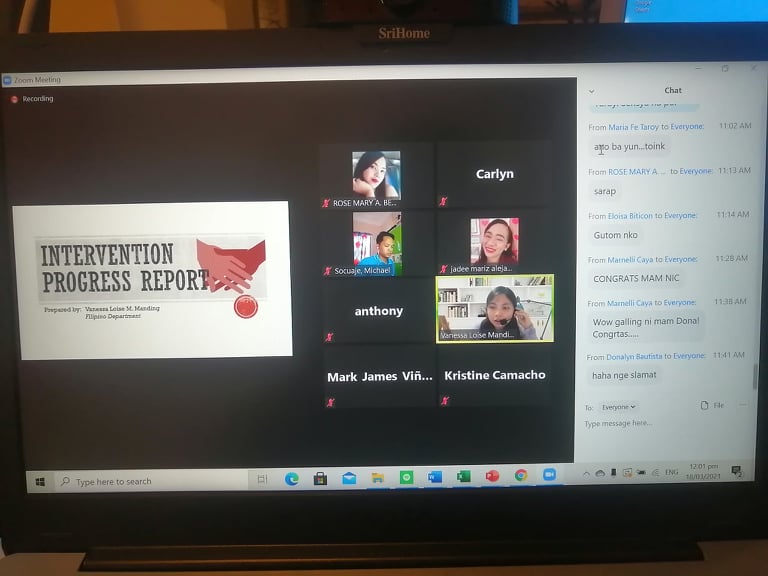 SriHome
Zoom Meeting
Recording
INTERVENTION
PROGRESS REPORT
Prepared by: Vanessa Loise M. Manding
Filipino Department
ROSE MARY A. BE...
Carlyn
Socuaje, Michael
jadee mariz aleja...
anthony
Vanessa Loise Mandi...
Mark James Viñ...
Kristine Camacho
Chat
From Maria Fe Taroy to Everyone: 11:02 AM
ano ba yun...toink
From ROSE MARY A. ... to Everyone: 11:13 AM
sarap
From Eloisa Biticon to Everyone: 11:14 AM
Gutom nko
From Marnelli Caya to Everyone: 11:28 AM
CONGRATS MAM NIC
From Marnelli Caya to Everyone: 11:38 AM
Wow galling ni mam Dona!
Congrtas.....
From Donalyn Bautista to Everyone: 11:41 AM
haha nge slamat
To: Everyone
File
Type message here...
Type here to search
ENG
12:01 pm
18/03/2021